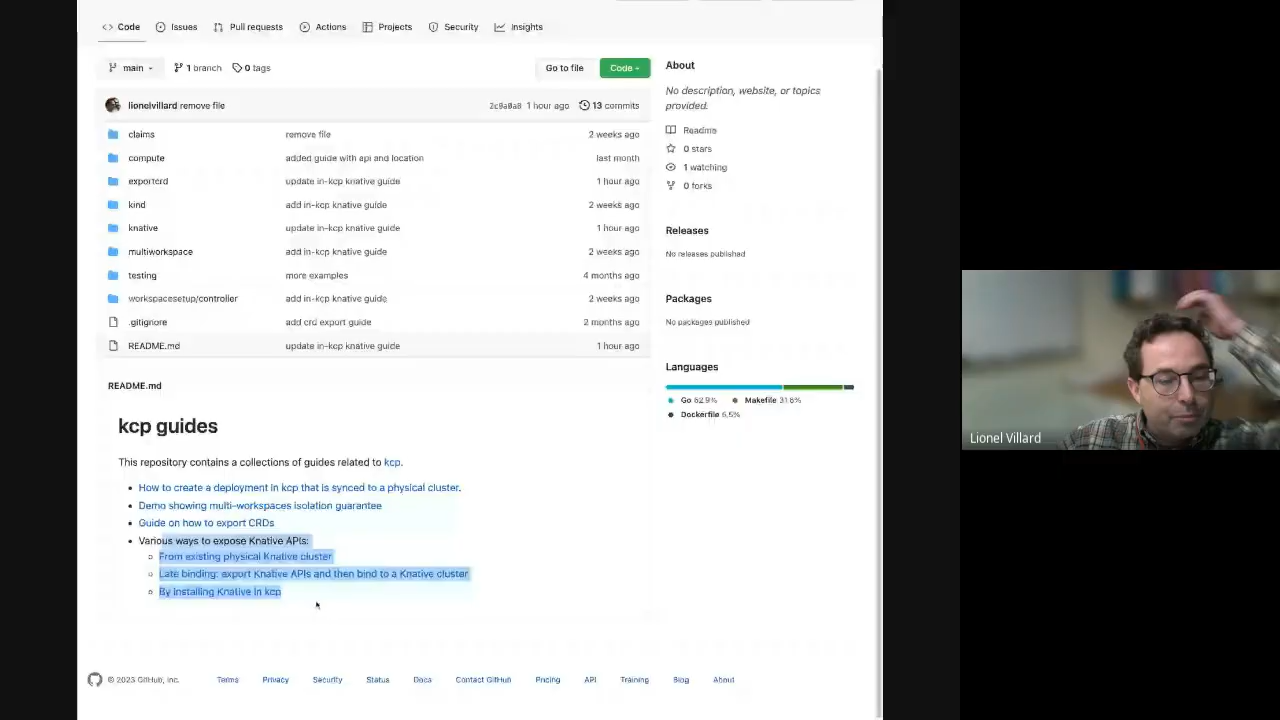 Code Issues Pull requests Actions Projects Security Insights
main 1 branch 0 tags Go to file Code
lionelvillard remove file 2c9a0a8 1 hour ago 13 commits
claims remove file 2 weeks ago
compute added guide with api and location last month
exportcrd update in-kcp knative guide 1 hour ago
kind add in-kcp knative guide 2 weeks ago
knative update in-kcp knative guide 1 hour ago
multiworkspace add in-kcp knative guide 2 weeks ago
testing more examples 4 months ago
workspacesetup/controller add in-kcp knative guide 2 weeks ago
.gitignore add crd export guide 2 months ago
README.md update in-kcp knative guide 1 hour ago
README.md
kcp guides
This repository contains a collections of guides related to kcp.
How to create a deployment in kcp that is synced to a physical cluster.
Demo showing multi-workspaces isolation guarantee
Guide on how to export CRDs
Various ways to expose Knative APIs:
From existing physical Knative cluster
Late binding: export Knative APIs and then bind to a Knative cluster
By installing Knative in kcp
About
No description, website, or topics
provided.
Readme
0 stars
1 watching
0 forks
Releases
No releases published
Packages
No packages published
Languages
Go 62.9% Makefile 31.6%
Dockerfile 5.5%
© 2023 GitHub, Inc. Terms Privacy Security Status Docs Contact GitHub Pricing API Training Blog About
Lionel Villard